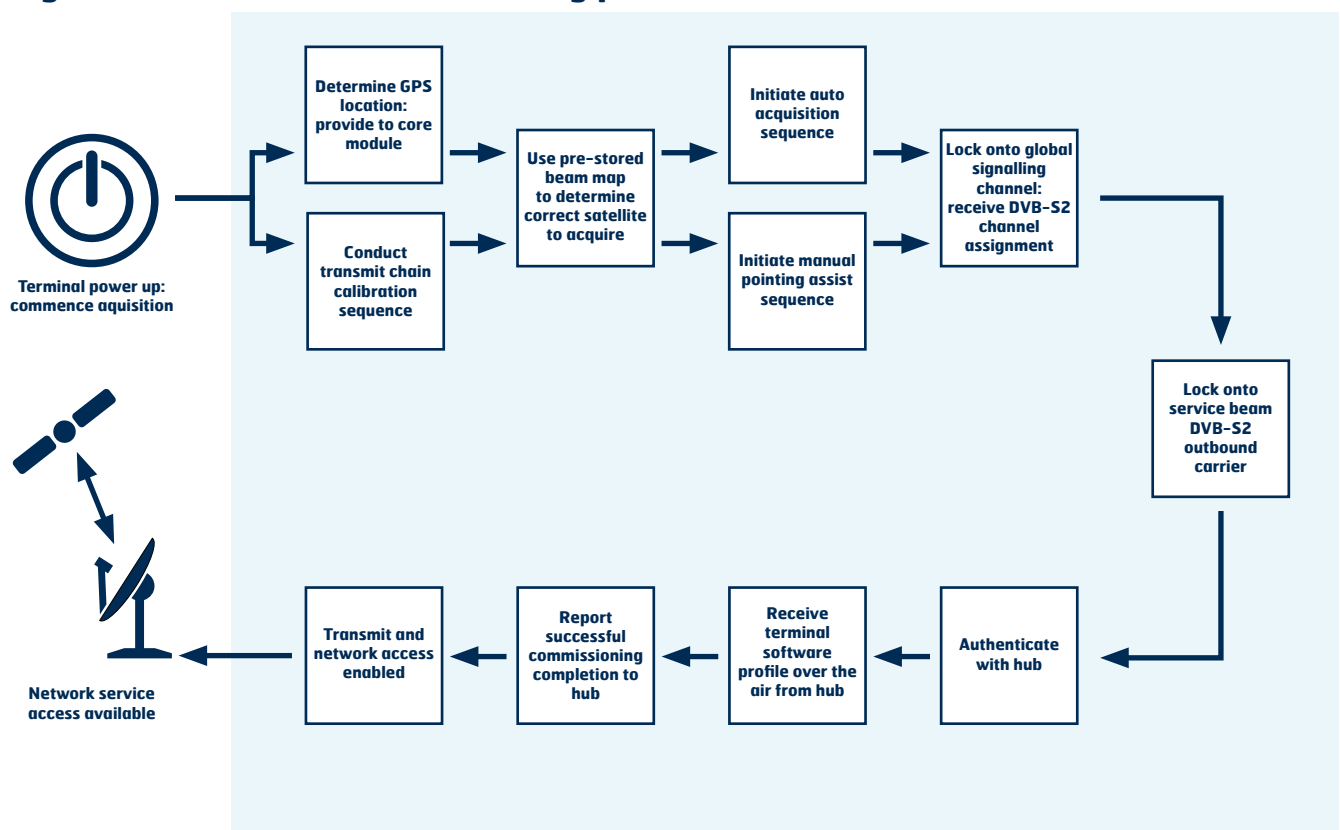 Terminal power up:
commence aquisition
Determine GPS
location:
provide to core
module
Conduct
transmit chain
calibration
sequence
Use pre-stored
beam map
to determine
correct satellite
to acquire
Initiate auto
acquisition
sequence
Initiate manual
pointing assist
sequence
Lock onto global
signalling
channel:
receive DVB-S2
channel
assignment
Lock onto
service beam
DVB-S2
outbound
carrier
Authenticate
with hub
Receive
terminal
software
profile over the
air from hub
Report
successful
commissioning
completion to
hub
Transmit and
network access
enabled
Network service
access available